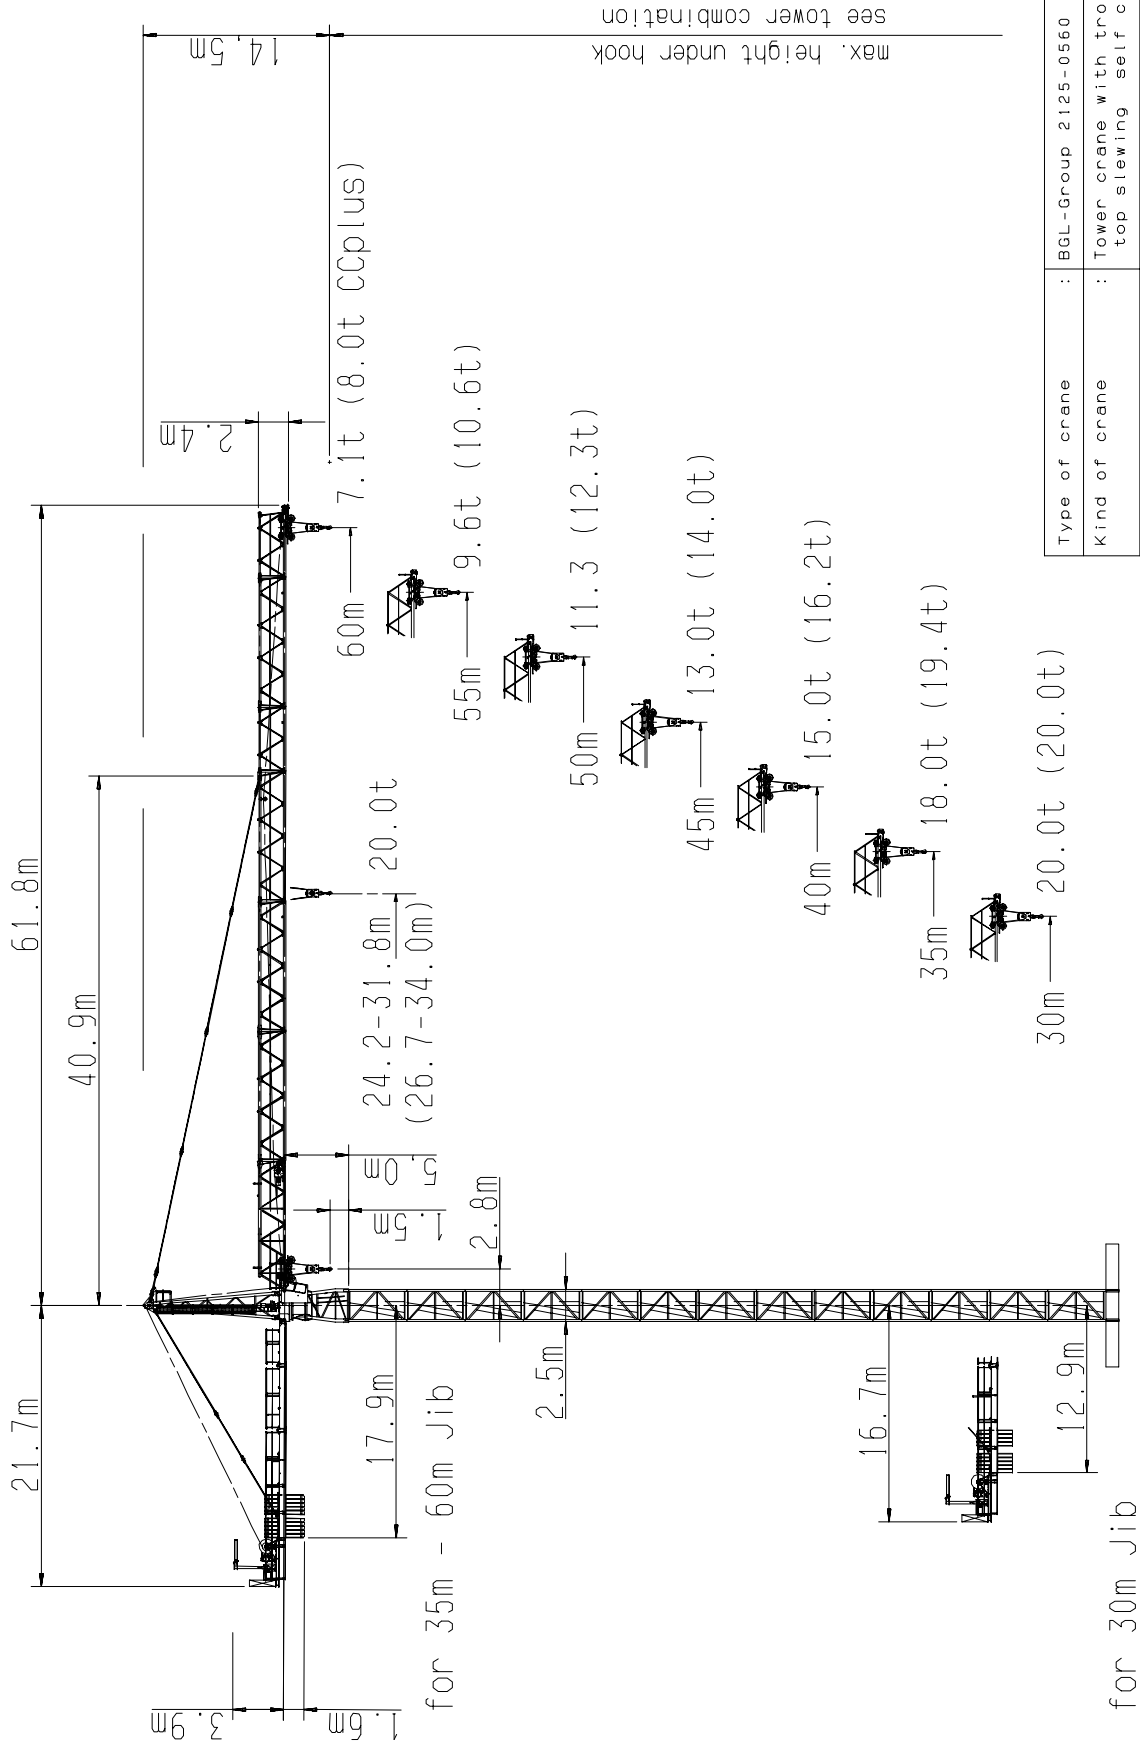 14,5m
max. height under hook
see tower combination
61.8m
21.7m
40.9m
2.4m
3.9m
1.6m
7.1t (8.0t CCplus)
60m
9.6t (10.6t)
55m
11.3 (12.3t)
50m
13.0t (14.0t)
45m
15.0t (16.2t)
40m
18.0t (19.4t)
35m
20.0t (20.0t)
30m
24.2-31.8m 20.0t
(26.7-34.0m)
5,0m
1.5m
2.8m
2.5m
17.9m
for 35m - 60m Jib
16.7m
12.9m
for 30m Jib
Type of crane : BGL-Group 2125-0560
Kind of crane : Tower crane with tro
top slewing self c